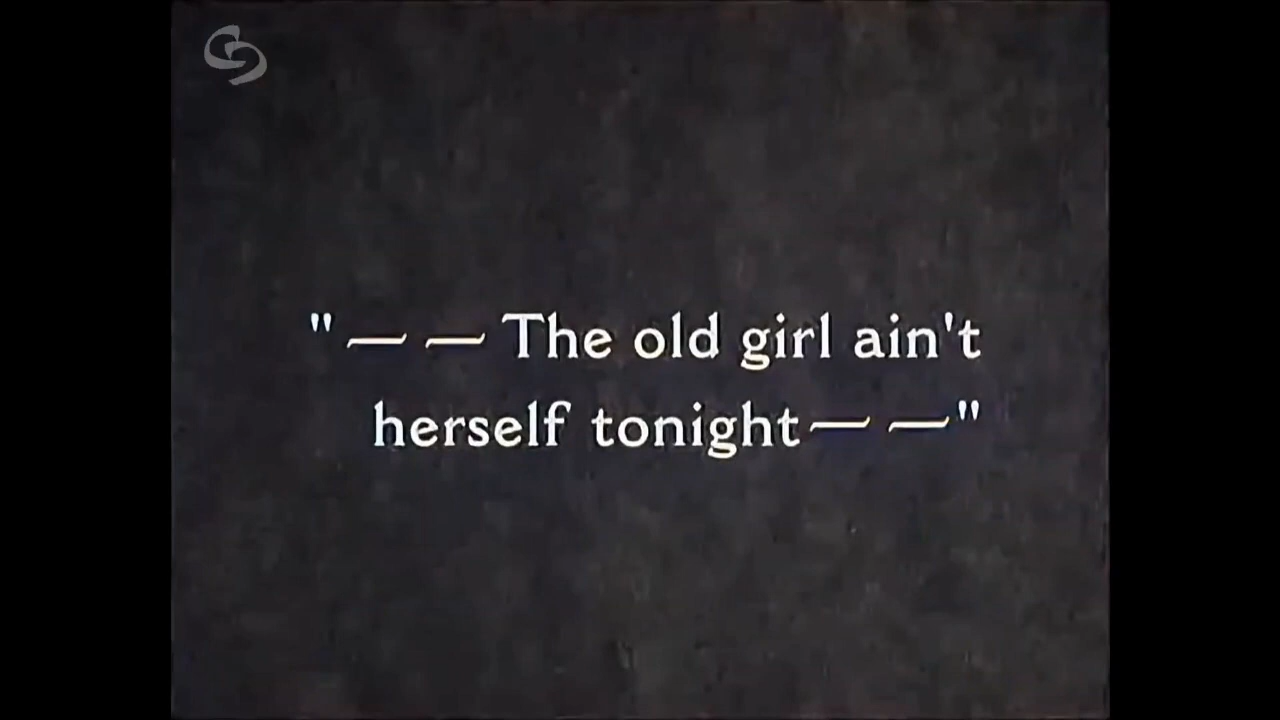 "— — The old girl ain't
herself tonight — —"